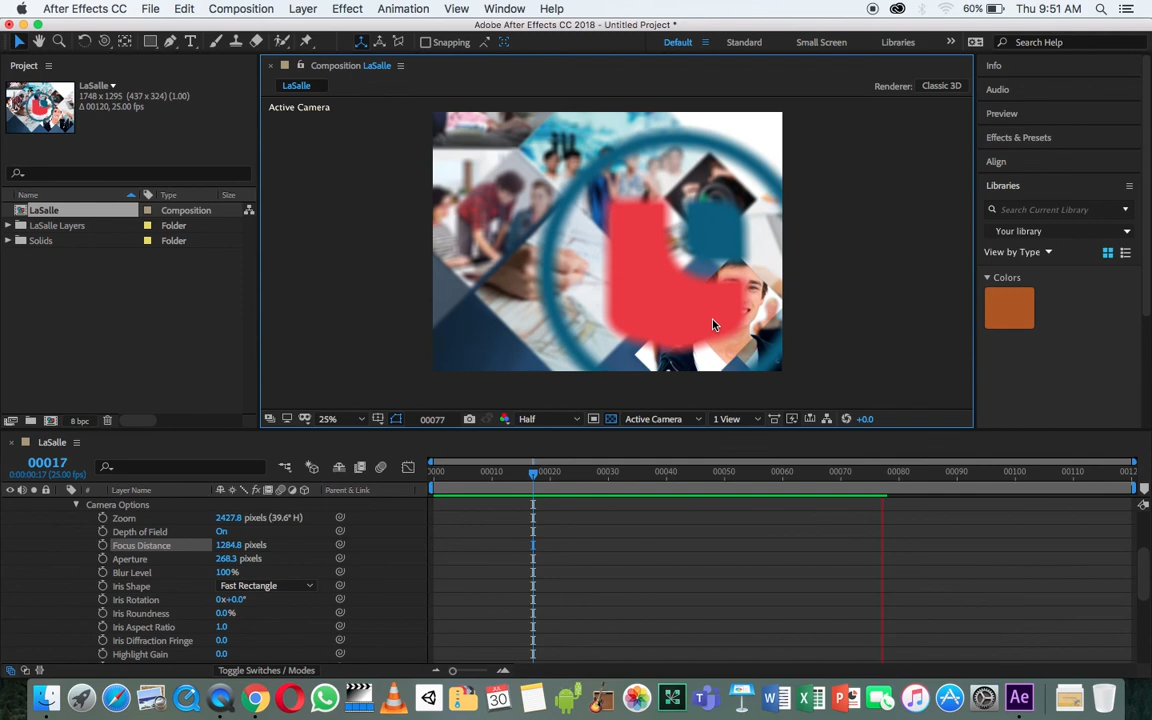 After Effects CC File Edit Composition Layer Effect Animation View Window Help 60% Thu 9:51 AM
Adobe After Effects CC 2018 - Untitled Project *
Snapping Default Standard Small Screen Libraries Search Help
Project
Composition LaSalle
Info
LaSalle
1748 x 1295 (437 x 324) (1.00)
Δ 00120, 25.00 fps
LaSalle
Renderer: Classic 3D
Audio
Active Camera
Preview
Effects & Presets
Align
Libraries
Search Current Library
Your library
View by Type
Colors
Name Type Size
LaSalle Composition
LaSalle Layers Folder
Solids Folder
8 bpc
25% 00077 Half Active Camera 1 View +0.0
LaSalle
00017
0:00:00:17 (25.00 fps)
0000 00010 00020 00030 00040 00050 00060 00070 00080 00090 00100 00110 0012
# Layer Name Parent & Link
Camera Options
Zoom 2427.8 pixels (39.6° H)
Depth of Field On
Focus Distance 1284.8 pixels
Aperture 268.3 pixels
Blur Level 100%
Iris Shape Fast Rectangle
Iris Rotation 0x+0.0°
Iris Roundness 0.0%
Iris Aspect Ratio 1.0
Iris Diffraction Fringe 0.0
Highlight Gain 0.0
Toggle Switches / Modes
JUL
30
Ae